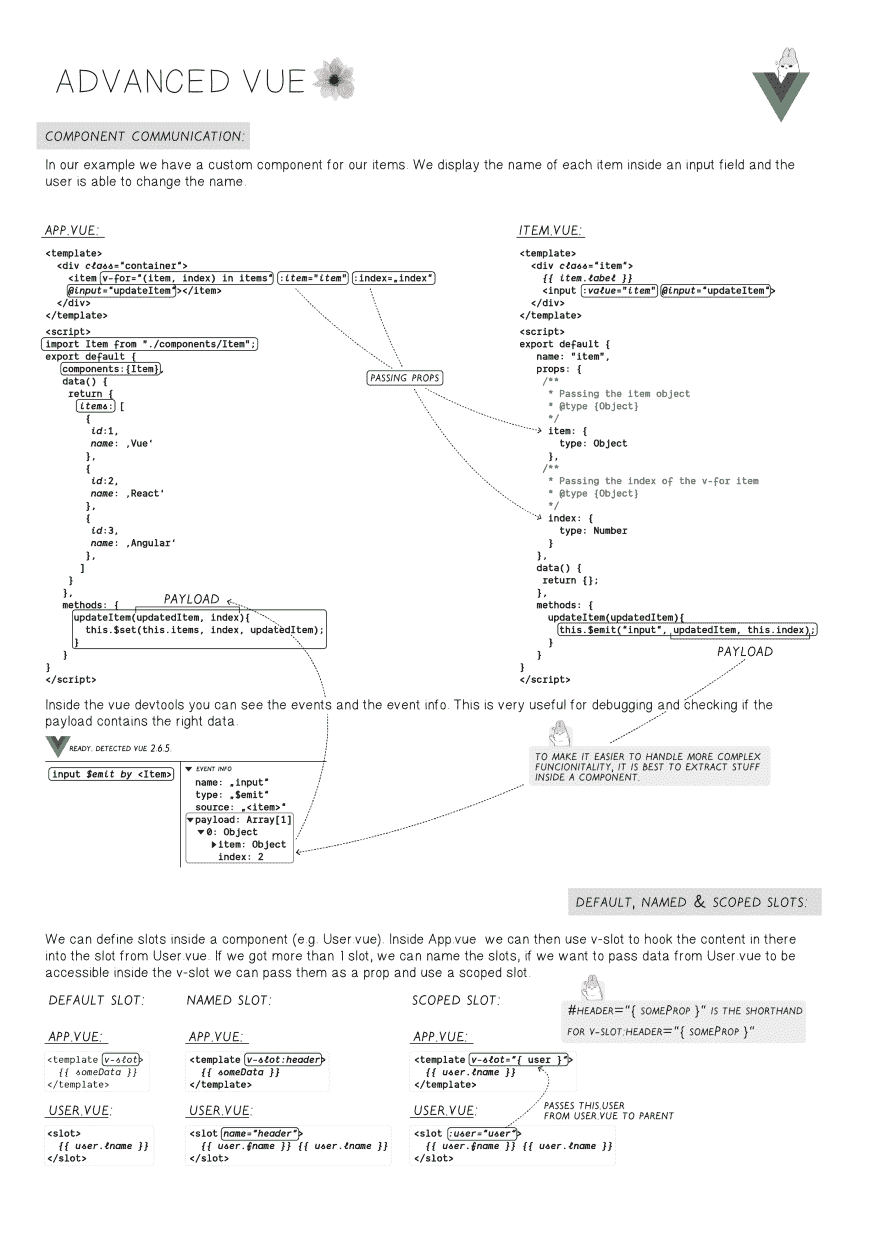 ADVANCED VUE
COMPONENT COMMUNICATION:
In our example we have a custom component for our items. We display the name of each item inside an input field and the
user is able to change the name.
APP.VUE:
<template>
<div class="container">
<item v-for="(item, index) in items" :item="item" :index=„index"
@input="updateItem"></item>
</div>
</template>
<script>
import Item from "./components/Item";
export default {
components:{Item},
data() {
return {
items: [
{
id:1,
name: ‚Vue‘
},
{
id:2,
name: ‚React‘
},
{
id:3,
name: ‚Angular‘
},
]
}
},
methods: {
PAYLOAD
updateItem(updatedItem, index){
this.$set(this.items, index, updatedItem);
}
}
}
</script>
PASSING PROPS
ITEM.VUE:
<template>
<div class="item">
{{ item.label }}
<input :value="item" @input="updateItem">
</div>
</template>
<script>
export default {
name: "item",
props: {
/**
* Passing the item object
* @type {Object}
*/
item: {
type: Object
},
/**
* Passing the index of the v-for item
* @type {Object}
*/
index: {
type: Number
}
},
data() {
return {};
},
methods: {
updateItem(updatedItem){
this.$emit("input", updatedItem, this.index);
}
}
}
</script>
PAYLOAD
Inside the vue devtools you can see the events and the event info. This is very useful for debugging and checking if the
payload contains the right data.
READY. DETECTED VUE 2.6.5.
input $emit by <Item>
EVENT INFO
name: „input"
type: „$emit"
source: „<item>"
payload: Array[1]
0: Object
item: Object
index: 2
TO MAKE IT EASIER TO HANDLE MORE COMPLEX
FUNCIONITALITY, IT IS BEST TO EXTRACT STUFF
INSIDE A COMPONENT.
DEFAULT, NAMED & SCOPED SLOTS:
We can define slots inside a component (e.g. User.vue). Inside App.vue we can then use v-slot to hook the content in there
into the slot from User.vue. If we got more than 1 slot, we can name the slots, if we want to pass data from User.vue to be
accessible inside the v-slot we can pass them as a prop and use a scoped slot.
#HEADER="{ SOMEPROP }" IS THE SHORTHAND
FOR V-SLOT:HEADER="{ SOMEPROP }"
DEFAULT SLOT:
APP.VUE:
<template v-slot>
{{ someData }}
</template>
USER.VUE:
<slot>
{{ user.lname }}
</slot>
NAMED SLOT:
APP.VUE:
<template v-slot:header>
{{ someData }}
</template>
USER.VUE:
<slot name="header">
{{ user.fname }} {{ user.lname }}
</slot>
SCOPED SLOT:
APP.VUE:
<template v-slot="{ user }">
{{ user.lname }}
</template>
PASSES THIS.USER
FROM USER.VUE TO PARENT
USER.VUE:
<slot :user="user">
{{ user.fname }} {{ user.lname }}
</slot>